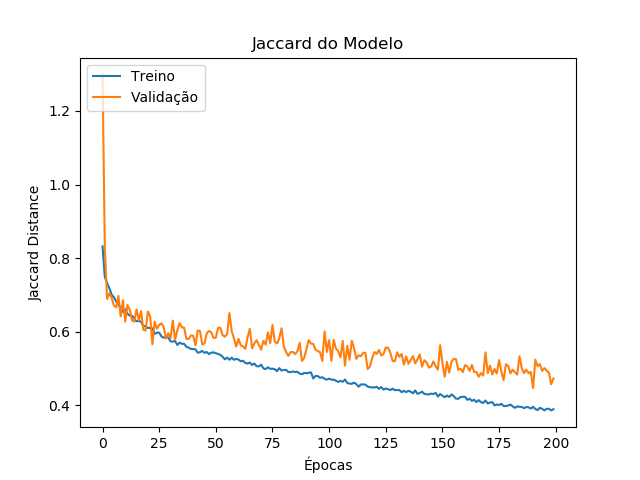 Jaccard do Modelo
Treino
Validação
Jaccard Distance
1.2
1.0
0.8
0.6
0.4
0 25 50 75 100 125 150 175 200
Épocas